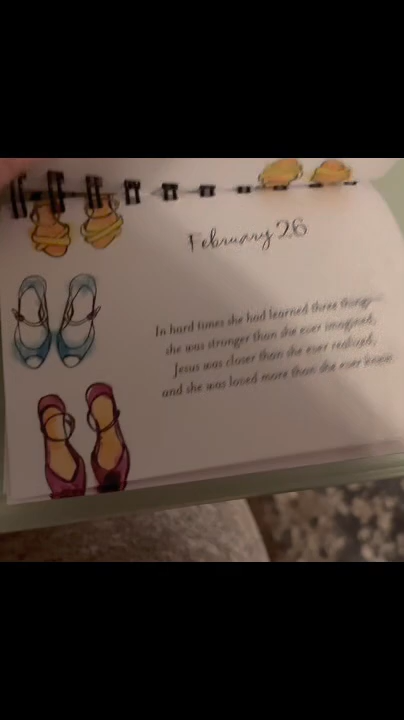 February 26
In hard times she had learned three things
she was stronger than she ever imagined,
Jesus was closer than she ever realized,
and she was loved more than she ever knew